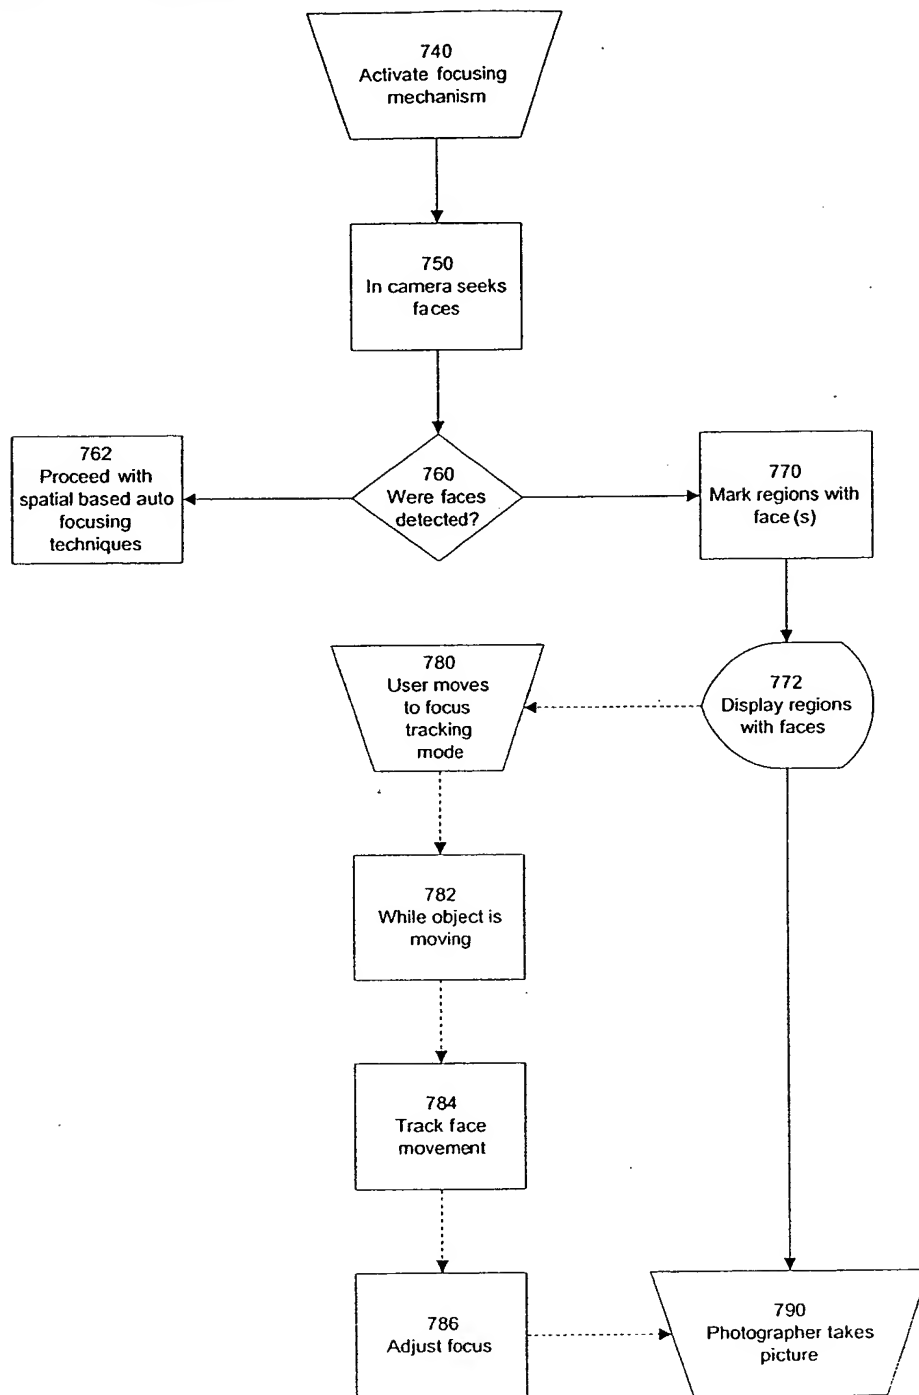 740
Activate focusing
mechanism
750
In camera seeks
faces
760
Were faces
detected?
762
Proceed with
spatial based auto
focusing
techniques
770
Mark regions with
face (s)
772
Display regions
with faces
780
User moves
to focus
tracking
mode
782
While object is
moving
784
Track face
movement
786
Adjust focus
790
Photographer takes
picture